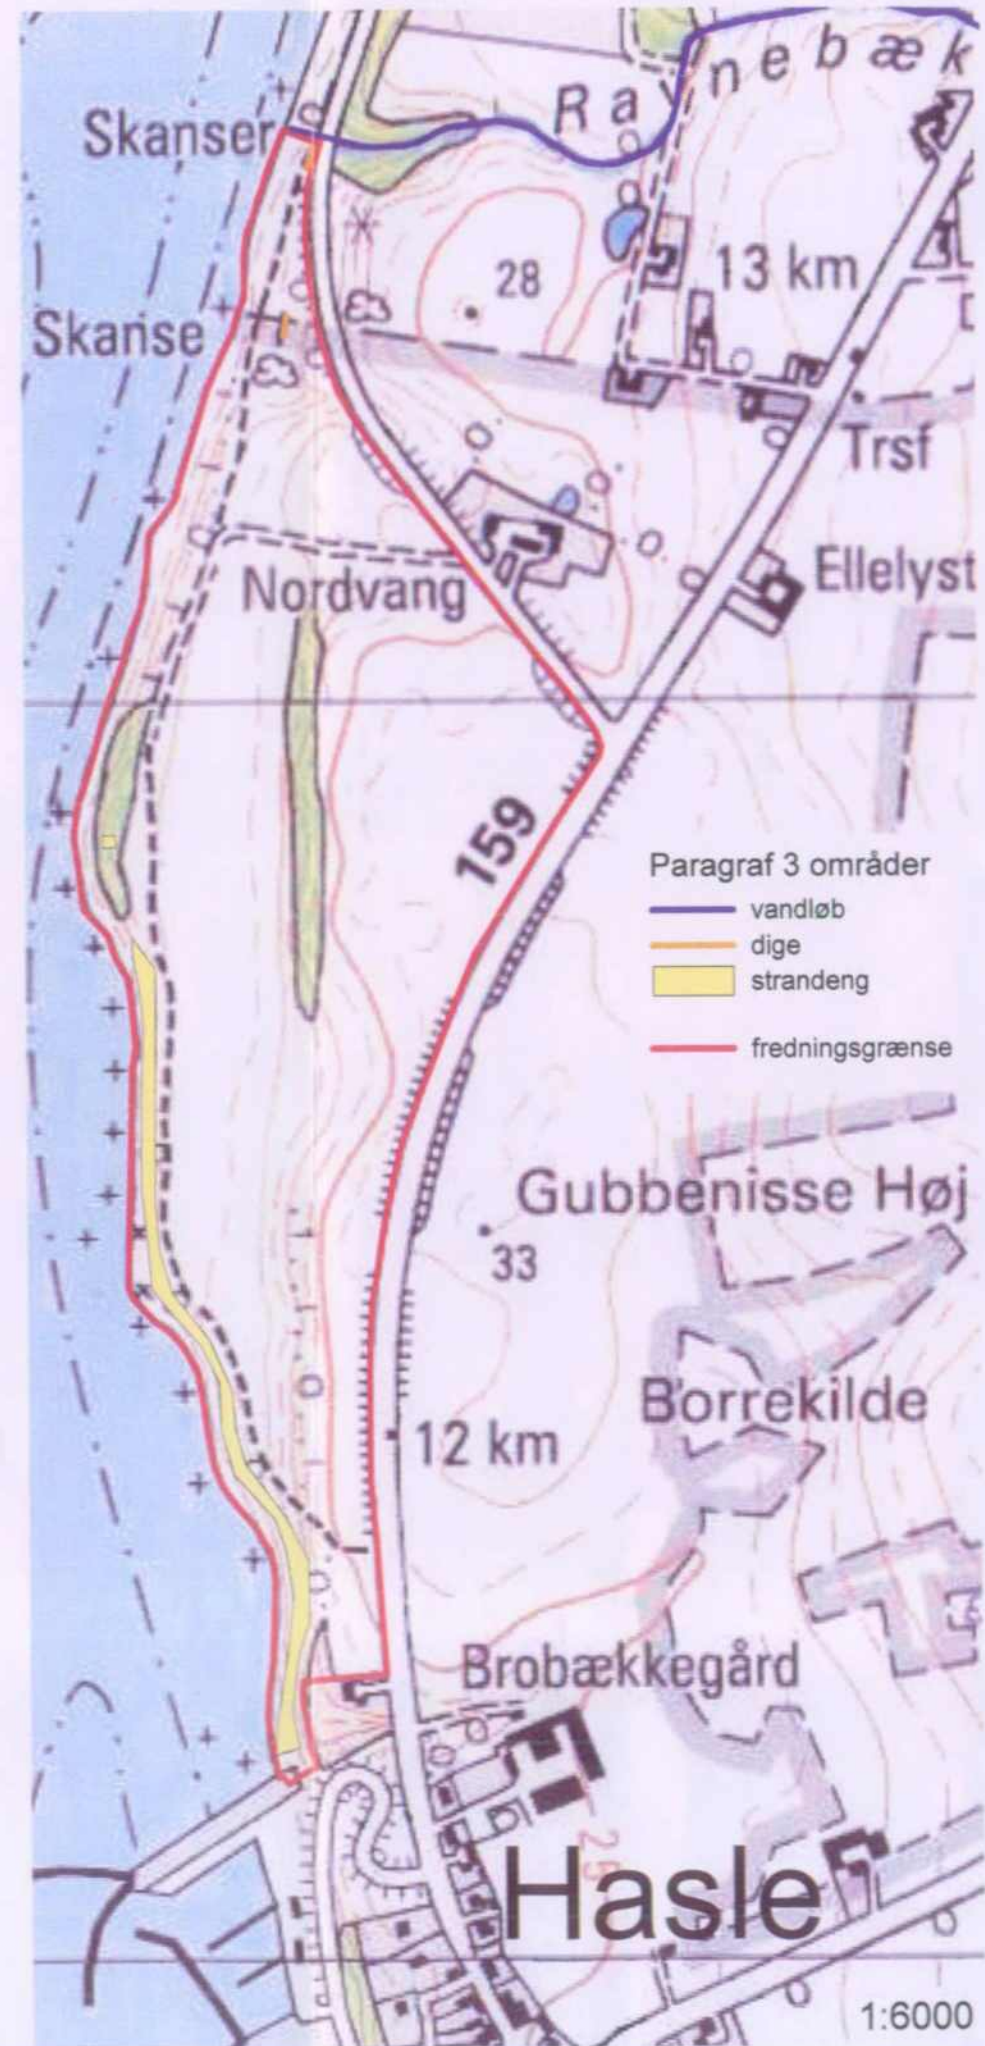 Ravnebæk
Skanser
28
13 km
Skanse
Trsf
Ellelyst
Nordvang
159
Paragraf 3 områder
vandløb
dige
strandeng
fredningsgrænse
Gubbenisse Høj
33
Borrekilde
12 km
Brobækkegård
25
Hasle
1:6000